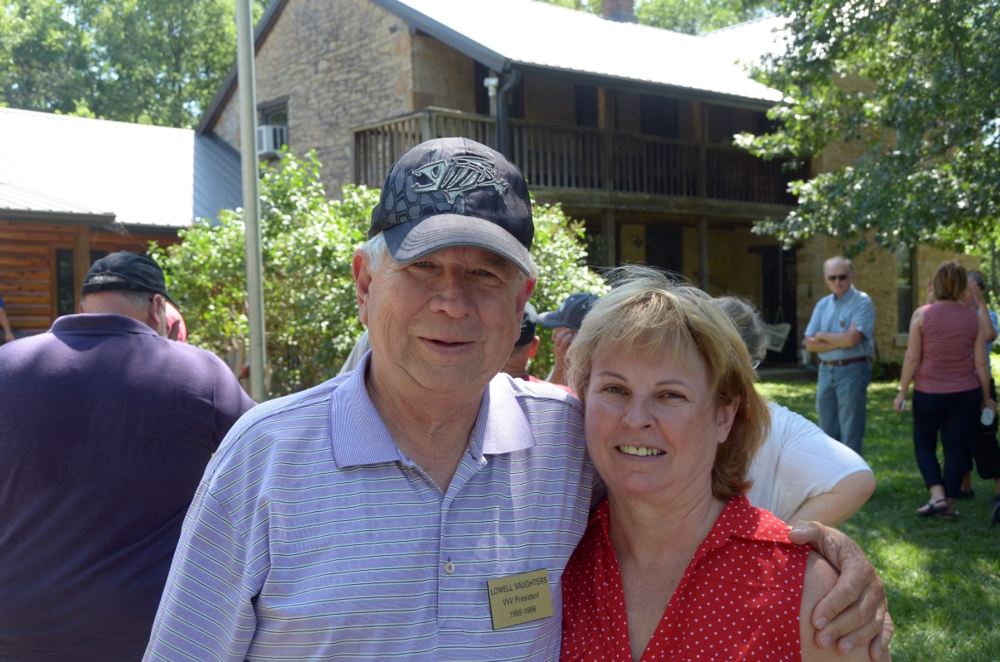 LOWELL VAUGHTERS
VVV President
1995-1996